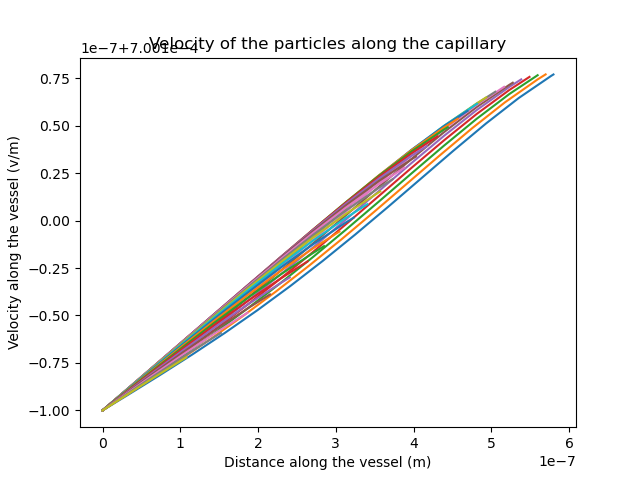 Velocity of the particles along the capillary
1e−7+7.001e−4
0.75
0.50
0.25
0.00
−0.25
−0.50
−0.75
−1.00
Velocity along the vessel (v/m)
0 1 2 3 4 5 6
1e−7
Distance along the vessel (m)